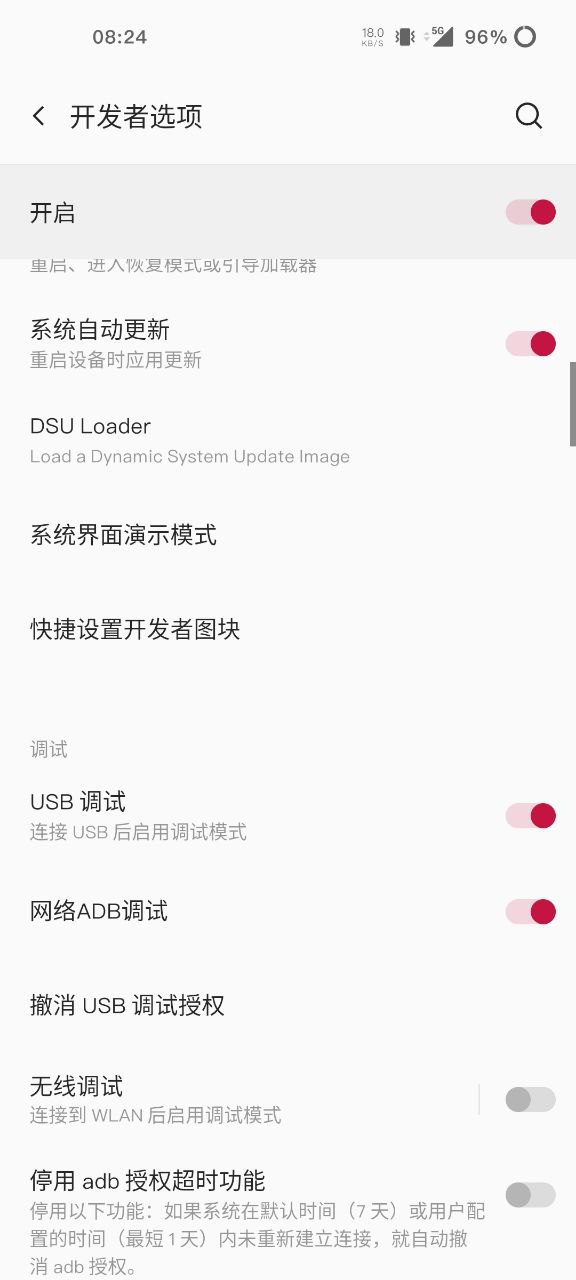 08:24
18.0
KB/S
5G
96%
开发者选项
开启
重启、进入恢复模式或引导加载器
系统自动更新
重启设备时应用更新
DSU Loader
Load a Dynamic System Update Image
系统界面演示模式
快捷设置开发者图块
调试
USB 调试
连接 USB 后启用调试模式
网络ADB调试
撤消 USB 调试授权
无线调试
连接到 WLAN 后启用调试模式
停用 adb 授权超时功能
停用以下功能：如果系统在默认时间（7 天）或用户配
置的时间（最短 1 天）内未重新建立连接，就自动撤
消 adb 授权。